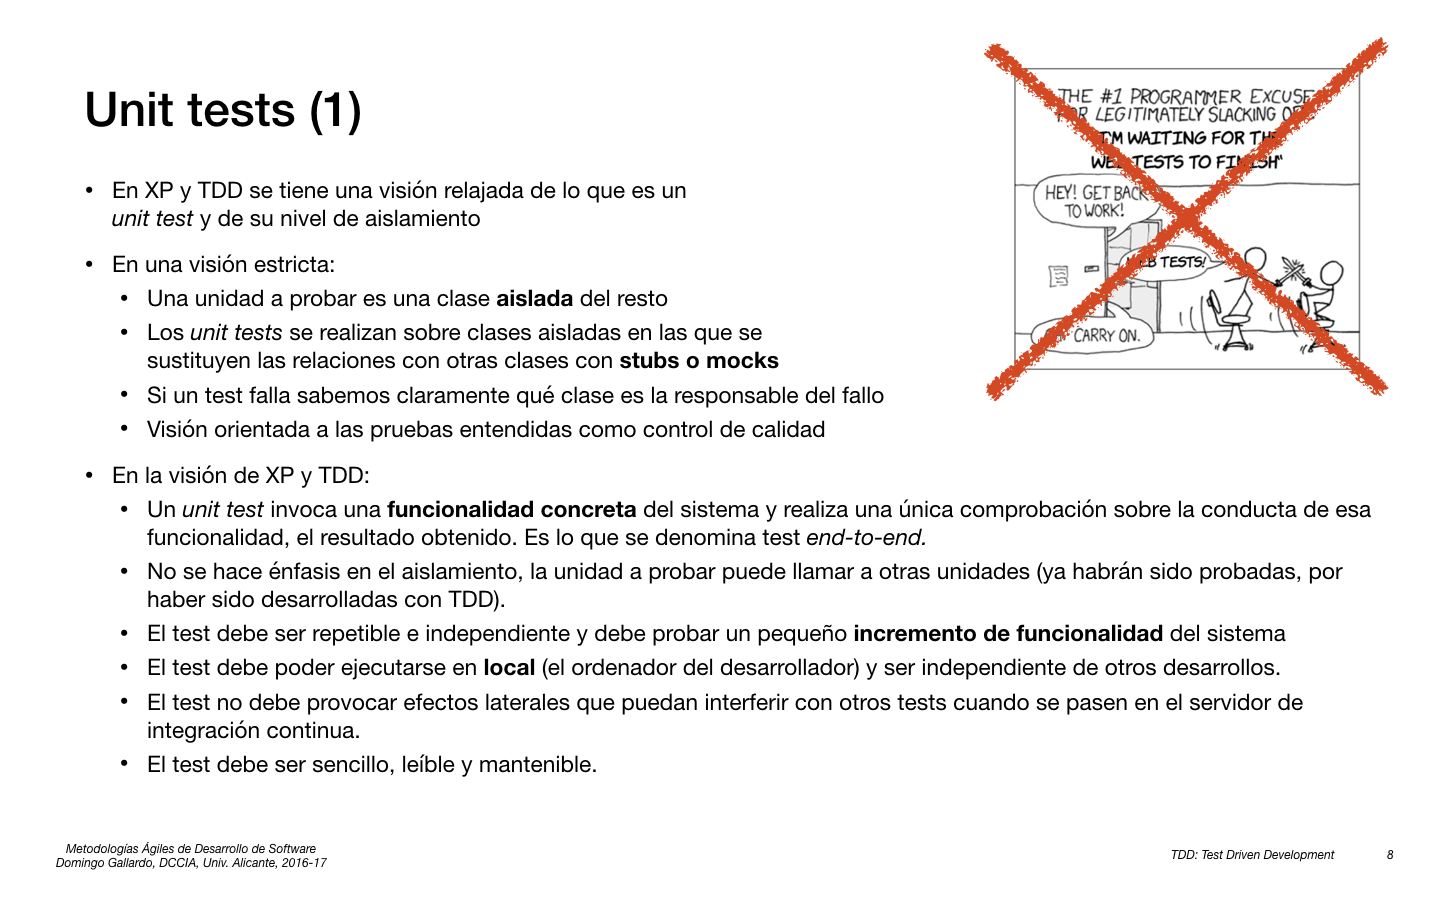 Unit tests (1)
THE #1 PROGRAMMER EXCUSE
FOR LEGITIMATELY SLACKING
"I'M WAITING FOR THE
WEB TESTS TO FINISH"
HEY! GET BACK
TO WORK!
WEB TESTS!
CARRY ON.
• En XP y TDD se tiene una visión relajada de lo que es un
unit test y de su nivel de aislamiento
• En una visión estricta:
• Una unidad a probar es una clase aislada del resto
• Los unit tests se realizan sobre clases aisladas en las que se
sustituyen las relaciones con otras clases con stubs o mocks
• Si un test falla sabemos claramente qué clase es la responsable del fallo
• Visión orientada a las pruebas entendidas como control de calidad
• En la visión de XP y TDD:
• Un unit test invoca una funcionalidad concreta del sistema y realiza una única comprobación sobre la conducta de esa
funcionalidad, el resultado obtenido. Es lo que se denomina test end-to-end.
• No se hace énfasis en el aislamiento, la unidad a probar puede llamar a otras unidades (ya habrán sido probadas, por
haber sido desarrolladas con TDD).
• El test debe ser repetible e independiente y debe probar un pequeño incremento de funcionalidad del sistema
• El test debe poder ejecutarse en local (el ordenador del desarrollador) y ser independiente de otros desarrollos.
• El test no debe provocar efectos laterales que puedan interferir con otros tests cuando se pasen en el servidor de
integración continua.
• El test debe ser sencillo, leíble y mantenible.
Metodologías Ágiles de Desarrollo de Software
Domingo Gallardo, DCCIA, Univ. Alicante, 2016-17
TDD: Test Driven Development
8